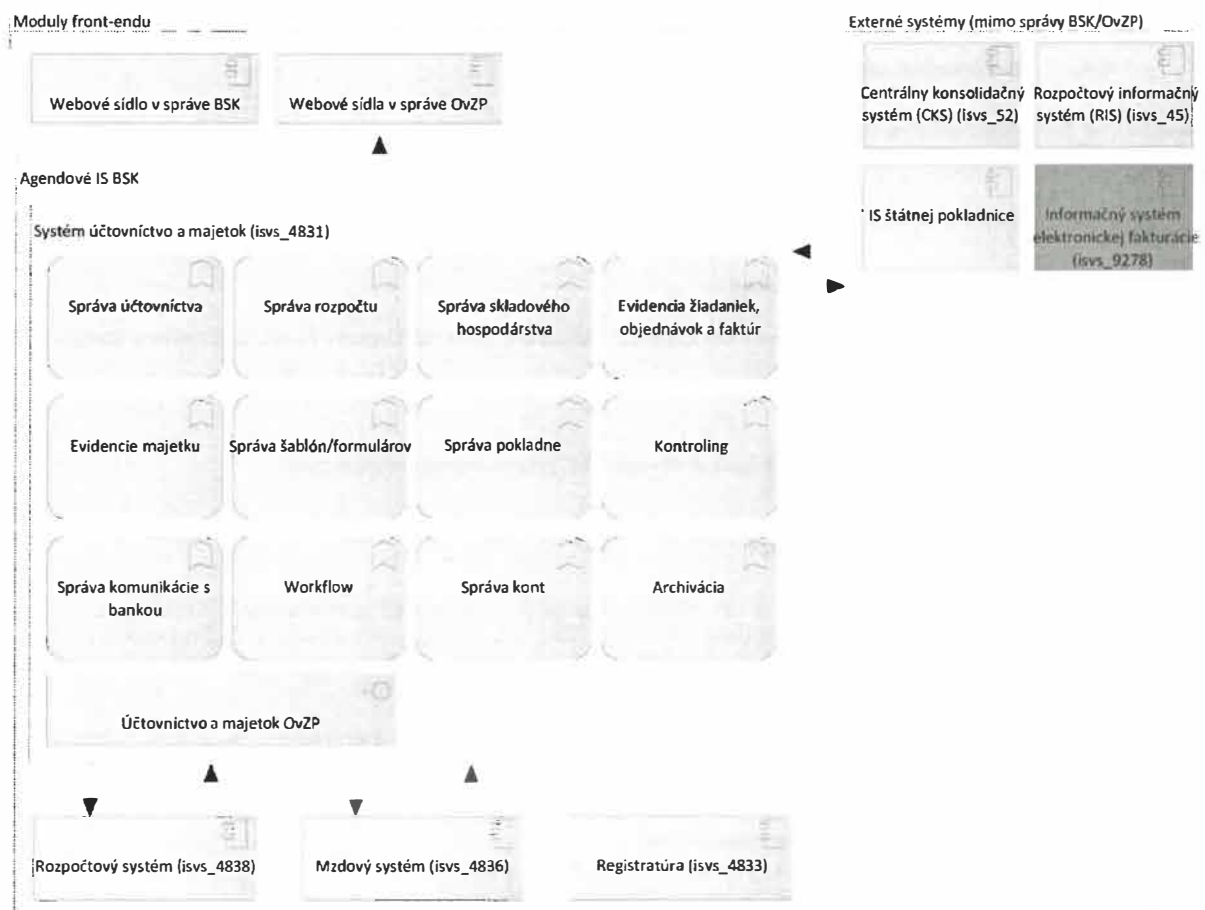 Moduly front-endu
Webové sídlo v správe BSK
Webové sídla v správe OvZP
Externé systémy (mimo správy BSK/OvZP)
Centrálny konsolidačný
systém (CKS) (isvs_52)
Rozpočtový informačný
systém (RIS) (isvs_45)
IS štátnej pokladnice
Informačný systém
elektronickej fakturácie
(isvs_9278)
Agendové IS BSK
Systém účtovníctvo a majetok (isvs_4831)
Správa účtovníctva
Správa rozpočtu
Správa skladového
hospodárstva
Evidencia žiadaniek,
objednávok a faktúr
Evidencie majetku
Správa šablón/formulárov
Správa pokladne
Kontroling
Správa komunikácie s
bankou
Workflow
Správa kont
Archivácia
Účtovníctvo a majetok OvZP
Rozpočtový systém (isvs_4838)
Mzdový systém (isvs_4836)
Registratúra (isvs_4833)